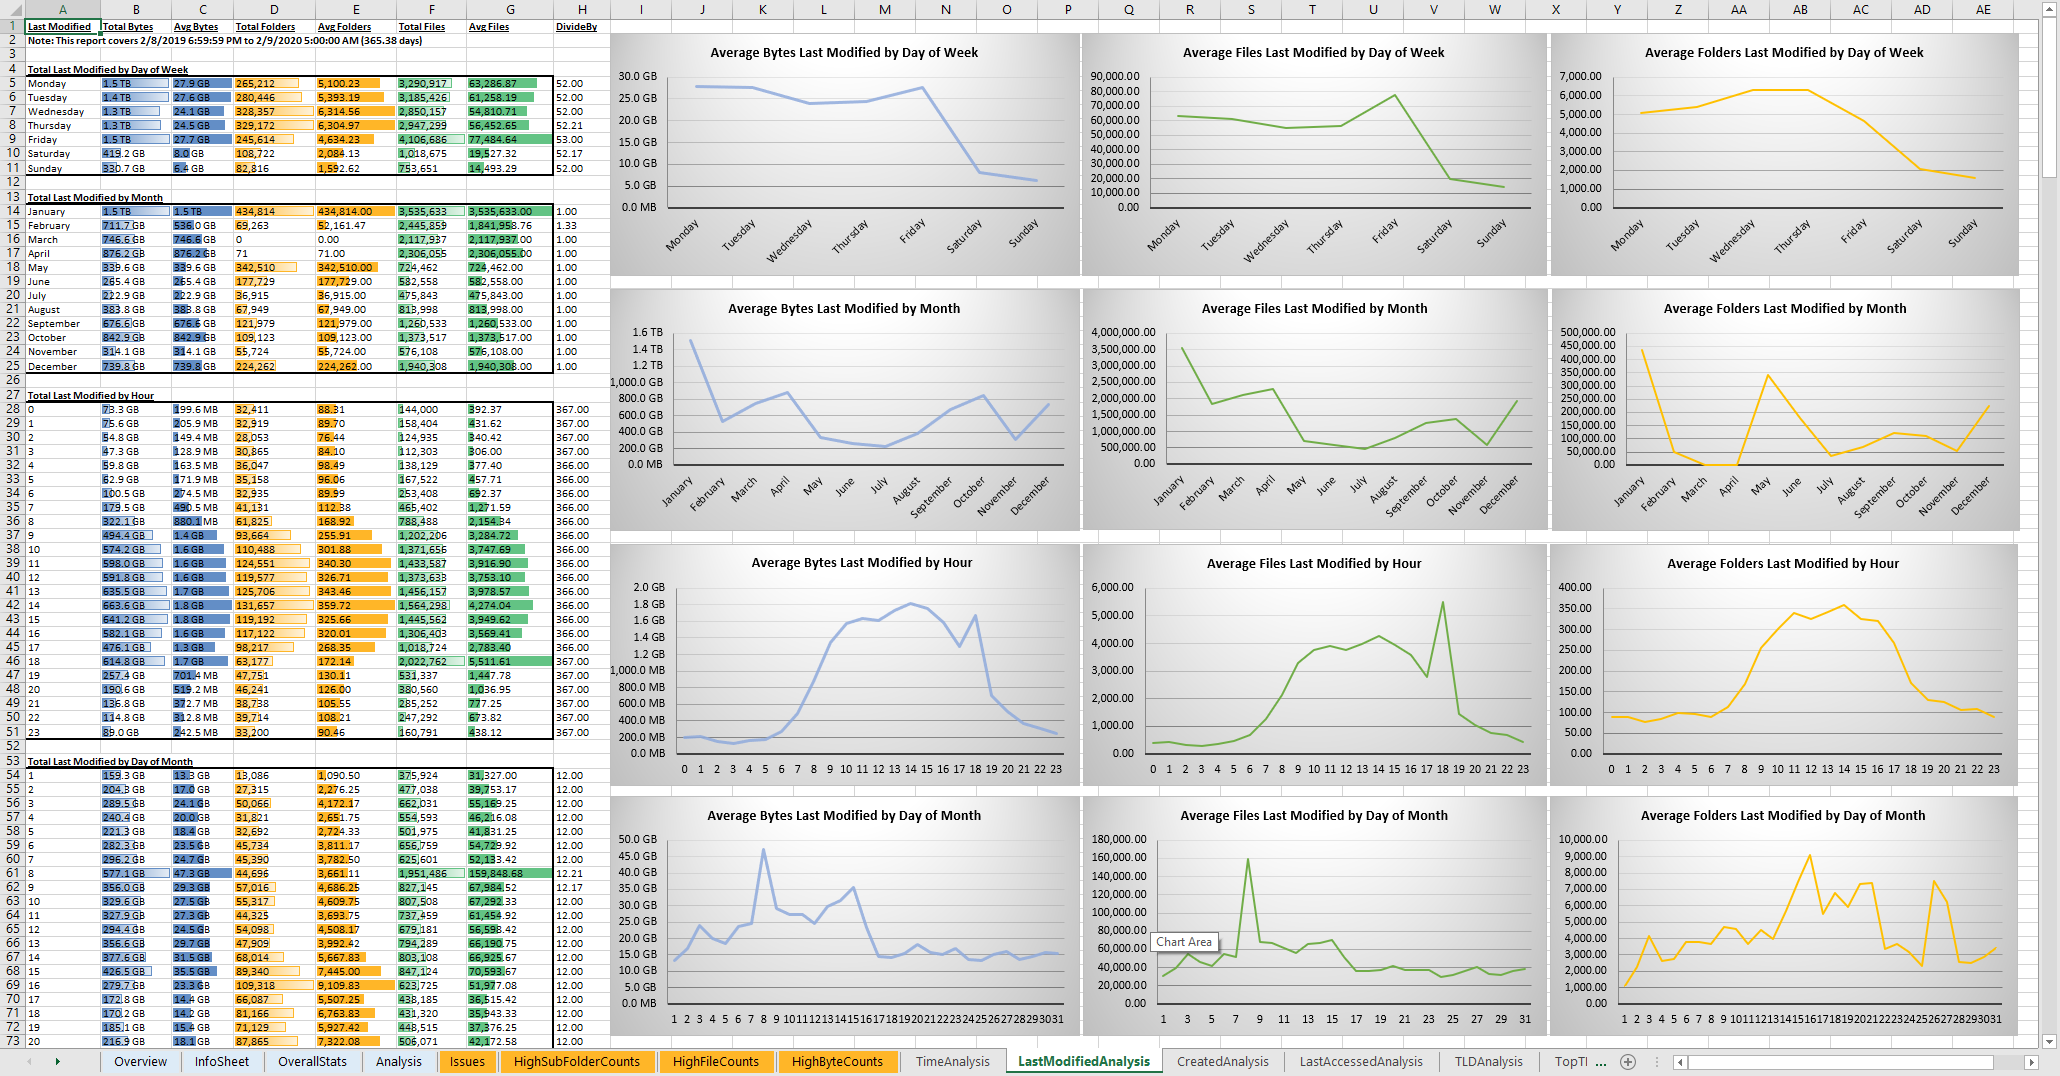 A B C D E F G H I J K L M N O P Q R S T U V W X Y Z AA AB AC AD AE
1 Last Modified Total Bytes Avg Bytes Total Folders Avg Folders Total Files Avg Files DivideBy
2 Note: This report covers 2/8/2019 6:59:59 PM to 2/9/2020 5:00:00 AM (365.38 days)
3
4 Total Last Modified by Day of Week
5 Monday 1.5 TB 27.9 GB 265,212 5,100.23 3,290,917 63,286.87 52.00
6 Tuesday 1.4 TB 27.6 GB 280,446 5,393.19 3,185,426 61,258.19 52.00
7 Wednesday 1.3 TB 24.1 GB 328,357 6,314.56 2,850,157 54,810.71 52.00
8 Thursday 1.3 TB 24.5 GB 329,172 6,304.97 2,947,299 56,452.65 52.21
9 Friday 1.5 TB 27.7 GB 245,614 4,634.23 4,106,686 77,484.64 53.00
10 Saturday 419.2 GB 8.0 GB 108,722 2,084.13 1,018,675 19,527.32 52.17
11 Sunday 330.7 GB 6.4 GB 82,816 1,592.62 753,651 14,493.29 52.00
12
13 Total Last Modified by Month
14 January 1.5 TB 1.5 TB 434,814 434,814.00 3,535,633 3,535,633.00 1.00
15 February 711.7 GB 536.0 GB 69,263 52,161.47 2,445,859 1,841,958.76 1.33
16 March 746.6 GB 746.6 GB 0 0.00 2,117,937 2,117,937.00 1.00
17 April 876.2 GB 876.2 GB 71 71.00 2,306,055 2,306,055.00 1.00
18 May 339.6 GB 339.6 GB 342,510 342,510.00 724,462 724,462.00 1.00
19 June 265.4 GB 265.4 GB 177,729 177,729.00 582,558 582,558.00 1.00
20 July 222.9 GB 222.9 GB 36,915 36,915.00 475,843 475,843.00 1.00
21 August 383.8 GB 383.8 GB 67,949 67,949.00 813,998 813,998.00 1.00
22 September 676.6 GB 676.6 GB 121,979 121,979.00 1,260,533 1,260,533.00 1.00
23 October 842.9 GB 842.9 GB 109,123 109,123.00 1,373,517 1,373,517.00 1.00
24 November 314.1 GB 314.1 GB 55,724 55,724.00 576,108 576,108.00 1.00
25 December 739.8 GB 739.8 GB 224,262 224,262.00 1,940,308 1,940,308.00 1.00
26
27 Total Last Modified by Hour
28 0 73.3 GB 199.6 MB 32,411 88.31 144,000 392.37 367.00
29 1 75.6 GB 205.9 MB 32,919 89.70 158,404 431.62 367.00
30 2 54.8 GB 149.4 MB 28,053 76.44 124,935 340.42 367.00
31 3 47.3 GB 128.9 MB 30,865 84.10 112,303 306.00 367.00
32 4 59.8 GB 163.5 MB 36,047 98.49 138,129 377.40 366.00
33 5 62.9 GB 171.9 MB 35,158 96.06 167,522 457.71 366.00
34 6 100.5 GB 274.5 MB 32,935 89.99 253,408 692.37 366.00
35 7 179.5 GB 490.5 MB 41,131 112.38 465,402 1,271.59 366.00
36 8 322.1 GB 880.1 MB 61,825 168.92 788,488 2,154.34 366.00
37 9 494.4 GB 1.4 GB 93,664 255.91 1,202,206 3,284.72 366.00
38 10 574.2 GB 1.6 GB 110,488 301.88 1,371,656 3,747.69 366.00
39 11 598.0 GB 1.6 GB 124,551 340.30 1,433,587 3,916.90 366.00
40 12 591.8 GB 1.6 GB 119,577 326.71 1,373,633 3,753.10 366.00
41 13 635.5 GB 1.7 GB 125,706 343.46 1,456,157 3,978.57 366.00
42 14 663.6 GB 1.8 GB 131,657 359.72 1,564,298 4,274.04 366.00
43 15 641.2 GB 1.8 GB 119,192 325.66 1,445,562 3,949.62 366.00
44 16 582.1 GB 1.6 GB 117,122 320.01 1,306,403 3,569.41 366.00
45 17 476.1 GB 1.3 GB 98,217 268.35 1,018,724 2,783.40 366.00
46 18 614.8 GB 1.7 GB 63,177 172.14 2,022,762 5,511.61 367.00
47 19 257.4 GB 701.4 MB 47,751 130.11 531,337 1,447.78 367.00
48 20 190.6 GB 519.2 MB 46,241 126.00 380,560 1,036.95 367.00
49 21 136.8 GB 372.7 MB 38,738 105.55 285,252 777.25 367.00
50 22 114.8 GB 312.8 MB 39,714 108.21 247,292 673.82 367.00
51 23 89.0 GB 242.5 MB 33,200 90.46 160,791 438.12 367.00
52
53 Total Last Modified by Day of Month
54 1 159.3 GB 13.3 GB 13,086 1,090.50 375,924 31,327.00 12.00
55 2 204.3 GB 17.0 GB 27,315 2,276.25 477,038 39,753.17 12.00
56 3 289.5 GB 24.1 GB 50,066 4,172.17 662,031 55,169.25 12.00
57 4 240.4 GB 20.0 GB 31,821 2,651.75 554,593 46,216.08 12.00
58 5 221.3 GB 18.4 GB 32,692 2,724.33 501,975 41,831.25 12.00
59 6 282.3 GB 23.5 GB 45,734 3,811.17 656,759 54,729.92 12.00
60 7 296.2 GB 24.7 GB 45,390 3,782.50 625,601 52,133.42 12.00
61 8 577.1 GB 47.3 GB 44,696 3,661.11 1,951,486 159,848.68 12.21
62 9 356.0 GB 29.3 GB 57,016 4,686.25 827,145 67,984.52 12.17
63 10 329.6 GB 27.5 GB 55,317 4,609.75 807,508 67,292.33 12.00
64 11 327.9 GB 27.3 GB 44,325 3,693.75 737,459 61,454.92 12.00
65 12 294.4 GB 24.5 GB 54,098 4,508.17 679,181 56,598.42 12.00
66 13 356.6 GB 29.7 GB 47,909 3,992.42 794,289 66,190.75 12.00
67 14 377.6 GB 31.5 GB 68,014 5,667.83 803,108 66,925.67 12.00
68 15 426.5 GB 35.5 GB 89,340 7,445.00 847,124 70,593.67 12.00
69 16 279.7 GB 23.3 GB 109,318 9,109.83 623,725 51,977.08 12.00
70 17 172.8 GB 14.4 GB 66,087 5,507.25 438,185 36,515.42 12.00
71 18 170.2 GB 14.2 GB 81,166 6,763.83 431,320 35,943.33 12.00
72 19 185.1 GB 15.4 GB 71,129 5,927.42 448,515 37,376.25 12.00
73 20 216.9 GB 18.1 GB 87,865 7,322.08 506,071 42,172.58 12.00
Average Bytes Last Modified by Day of Week
30.0 GB
25.0 GB
20.0 GB
15.0 GB
10.0 GB
5.0 GB
0.0 MB
Monday Tuesday Wednesday Thursday Friday Saturday Sunday
Average Files Last Modified by Day of Week
90,000.00
80,000.00
70,000.00
60,000.00
50,000.00
40,000.00
30,000.00
20,000.00
10,000.00
0.00
Monday Tuesday Wednesday Thursday Friday Saturday Sunday
Average Folders Last Modified by Day of Week
7,000.00
6,000.00
5,000.00
4,000.00
3,000.00
2,000.00
1,000.00
0.00
Monday Tuesday Wednesday Thursday Friday Saturday Sunday
Average Bytes Last Modified by Month
1.6 TB
1.4 TB
1.2 TB
1,000.0 GB
800.0 GB
600.0 GB
400.0 GB
200.0 GB
0.0 MB
January February March April May June July August September October November December
Average Files Last Modified by Month
4,000,000.00
3,500,000.00
3,000,000.00
2,500,000.00
2,000,000.00
1,500,000.00
1,000,000.00
500,000.00
0.00
January February March April May June July August September October November December
Average Folders Last Modified by Month
500,000.00
450,000.00
400,000.00
350,000.00
300,000.00
250,000.00
200,000.00
150,000.00
100,000.00
50,000.00
0.00
January February March April May June July August September October November December
Average Bytes Last Modified by Hour
2.0 GB
1.8 GB
1.6 GB
1.4 GB
1.2 GB
1,000.0 MB
800.0 MB
600.0 MB
400.0 MB
200.0 MB
0.0 MB
0 1 2 3 4 5 6 7 8 9 10 11 12 13 14 15 16 17 18 19 20 21 22 23
Average Files Last Modified by Hour
6,000.00
5,000.00
4,000.00
3,000.00
2,000.00
1,000.00
0.00
0 1 2 3 4 5 6 7 8 9 10 11 12 13 14 15 16 17 18 19 20 21 22 23
Average Folders Last Modified by Hour
400.00
350.00
300.00
250.00
200.00
150.00
100.00
50.00
0.00
0 1 2 3 4 5 6 7 8 9 10 11 12 13 14 15 16 17 18 19 20 21 22 23
Average Bytes Last Modified by Day of Month
50.0 GB
45.0 GB
40.0 GB
35.0 GB
30.0 GB
25.0 GB
20.0 GB
15.0 GB
10.0 GB
5.0 GB
0.0 MB
1 2 3 4 5 6 7 8 9 10 11 12 13 14 15 16 17 18 19 20 21 22 23 24 25 26 27 28 29 30 31
Average Files Last Modified by Day of Month
180,000.00
160,000.00
140,000.00
120,000.00
100,000.00
80,000.00
60,000.00
40,000.00
20,000.00
0.00
Chart Area
1 3 5 7 9 11 13 15 17 19 21 23 25 27 29 31
Average Folders Last Modified by Day of Month
10,000.00
9,000.00
8,000.00
7,000.00
6,000.00
5,000.00
4,000.00
3,000.00
2,000.00
1,000.00
0.00
1 2 3 4 5 6 7 8 9 10 11 12 13 14 15 16 17 18 19 20 21 22 23 24 25 26 27 28 29 30 31
Overview InfoSheet OverallStats Analysis Issues HighSubFolderCounts HighFileCounts HighByteCounts TimeAnalysis LastModifiedAnalysis CreatedAnalysis LastAccessedAnalysis TLDAnalysis TopTl ...